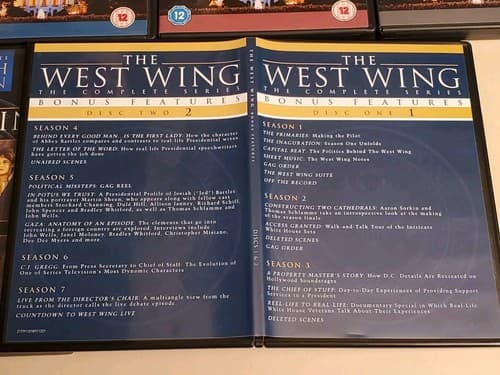 12
12
THE
WEST WING
THE COMPLETE SERIES
BONUS FEATURES
DISC TWO 2
SEASON 4
BEHIND EVERY GOOD MAN...IS THE FIRST LADY: How the character
of Abbey Bartlet compares and contrasts to real life Presidential wives
THE LETTER OF THE WORD: How real-life Presidential speechwriters
have gotten the job done
UNAIRED SCENES
SEASON 5
POLITICAL MISSTEPS: GAG REEL
IN POTUS WE TRUST: A Presidential Profile of Josiah ("Jed") Bartlet
and his portrayer Martin Sheen, who appears along with fellow cast
members Stockard Channing, Dulé Hill, Allison Janney, Richard Schiff,
John Spencer and Bradley Whitford, as well as Thomas Schlamme and
John Wells.
GAZA: ANATOMY OF AN EPISODE: The elements that go into
recreating a foreign country are explored. Interviews include
John Wells, Janel Moloney, Bradley Whitford, Christopher Misiano,
Dee Dee Myers and more.
SEASON 6
C.J. GREGG: From Press Secretary to Chief of Staff: The Evolution of
One of Series Television's Most Dynamic Characters
SEASON 7
LIVE FROM THE DIRECTOR'S CHAIR: A multiangle view from the
truck as the director calls the live debate episode
COUNTDOWN TO WEST WING LIVE
THE WEST WING BONUS FEATURES
DISCS 1 & 2
THE
WEST WING
THE COMPLETE SERIES
BONUS FEATURES
DISC ONE 1
SEASON 1
THE PRIMARIES: Making the Pilot
THE INAUGURATION: Season One Unfolds
CAPITAL BEAT: The Politics Behind The West Wing
SHEET MUSIC: The West Wing Notes
GAG ORDER
THE WEST WING SUITE
OFF THE RECORD
SEASON 2
CONSTRUCTING TWO CATHEDRALS: Aaron Sorkin and
Thomas Schlamme take an introspective look at the making
of the season finale
ACCESS GRANTED: Walk-and-Talk Tour of the Intricate
White House Sets
DELETED SCENES
GAG ORDER
SEASON 3
A PROPERTY MASTER'S STORY: How D.C. Details Are Recreated on
Hollywood Soundstages
THE CHIEF OF STUFF: Day-to-Day Experiences of Providing Support
Services to a President
REEL-LIFE TO REAL-LIFE: Documentary Special in Which Real-Life
White House Veterans Talk About Their Experiences
DELETED SCENES